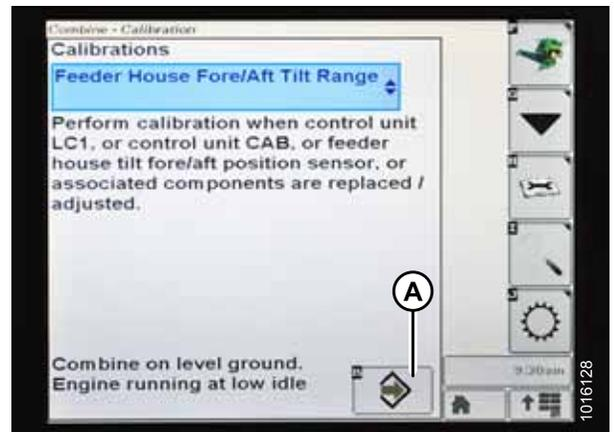 Combine - Calibration
Calibrations
Feeder House Fore/Aft Tilt Range
Perform calibration when control unit
LC1, or control unit CAB, or feeder
house tilt fore/aft position sensor, or
associated components are replaced /
adjusted.
A
Combine on level ground.
Engine running at low idle
9:20am
1016128